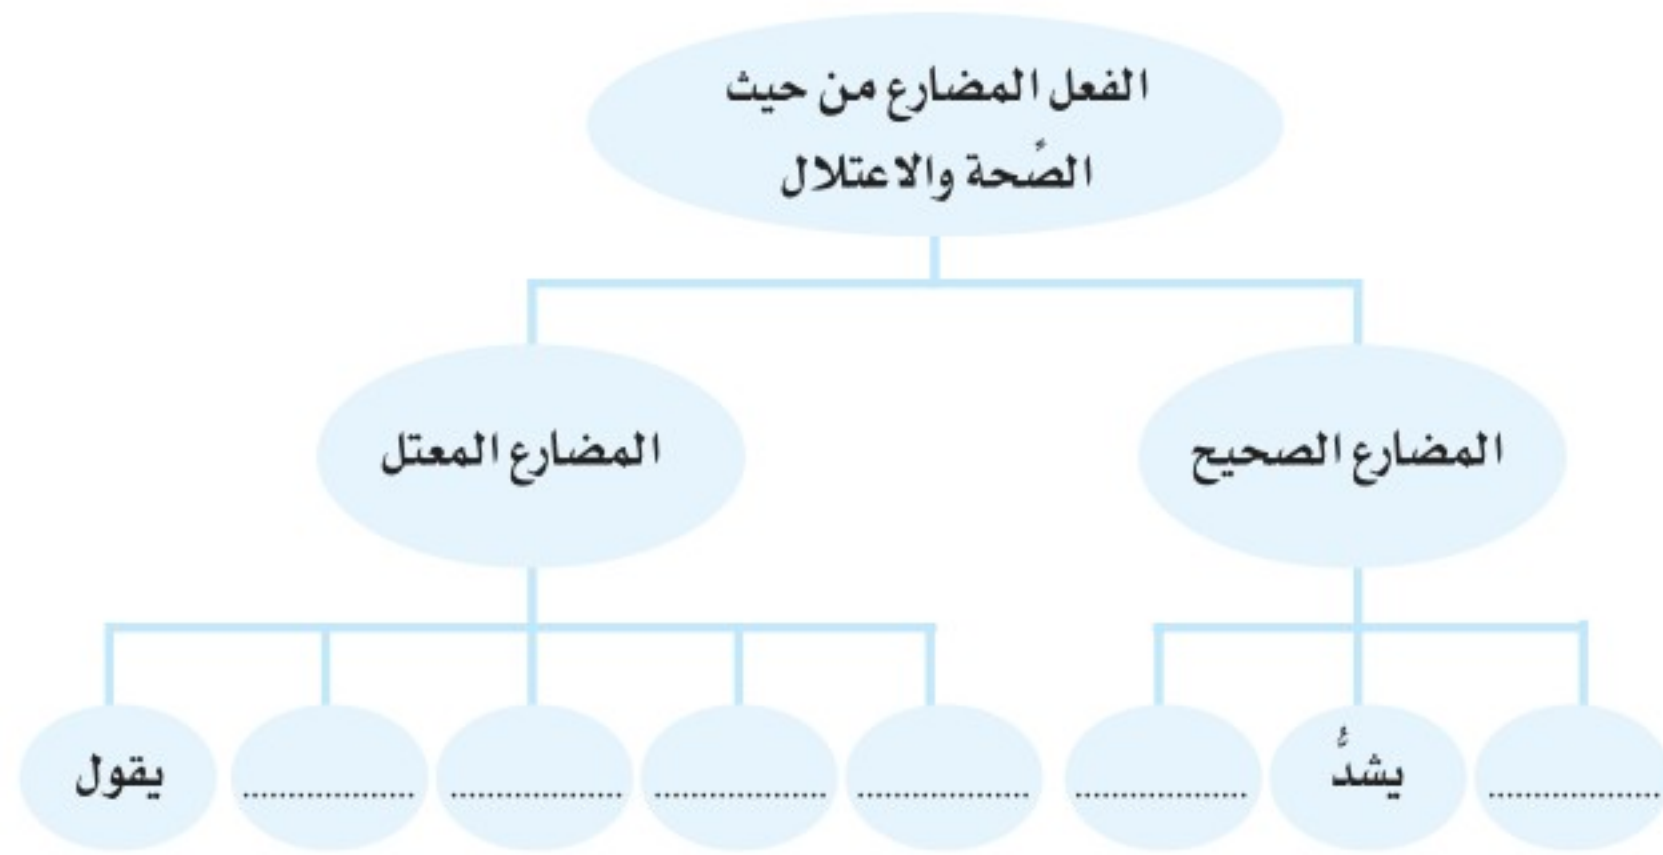 الفعل المضارع من حيث
الصِّحة والاعتلال
المضارع الصحيح
المضارع المعتل
.................
يشدُّ
.................
.................
.................
.................
.................
يقول